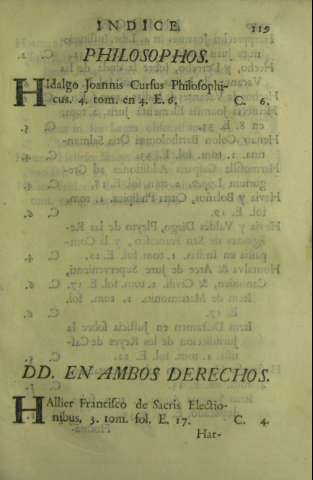 INDICE. 119
PHILOSOPHOS.
HIdalgo Joannis Cursus Philosophi-
cus. 4. tom. en 4. E. 6, C. 6.
DD. EN AMBOS DERECHOS.
HAllier Francisco de Sacris Electio-
nibus, 3. tom. fol. E. 17. C. 4.
Har-